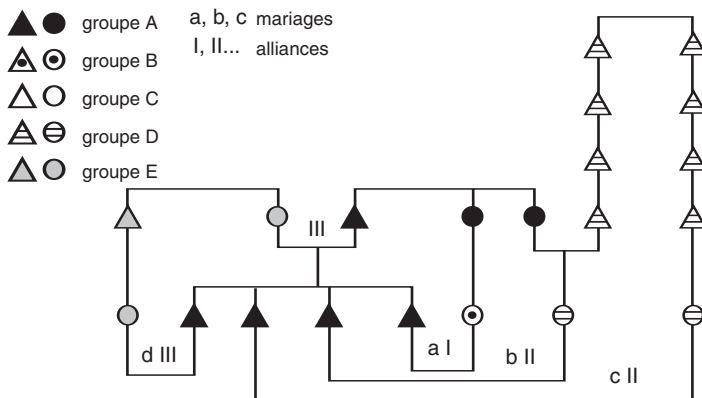 groupe A
groupe B
groupe C
groupe D
groupe E
a, b, c mariages
I, II... alliances
III
d III
a I
b II
c II